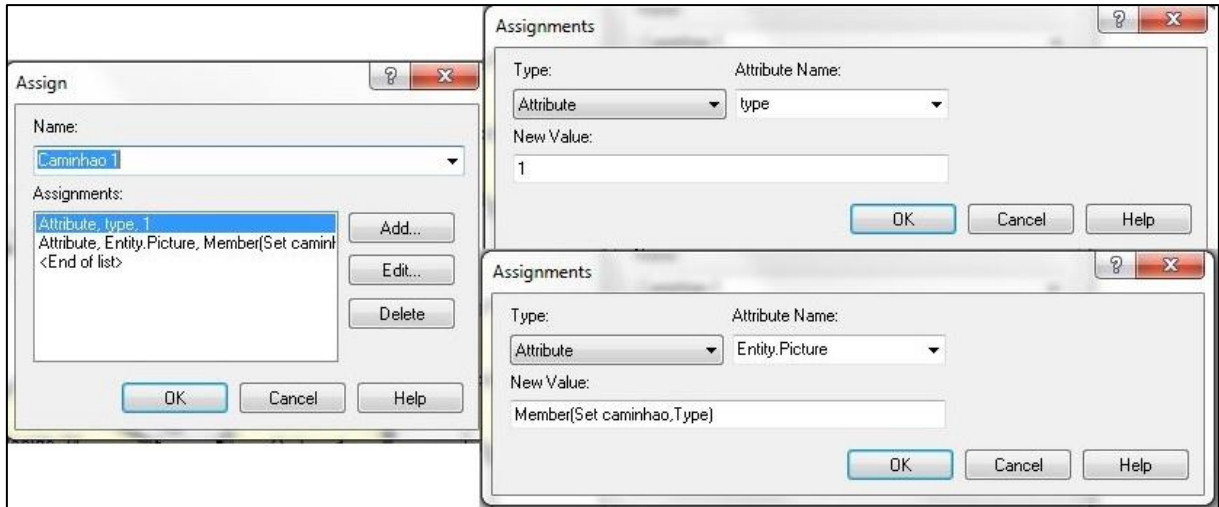 Assign
Name:
Caminhao 1
Assignments:
Attribute, type, 1
Attribute, Entity.Picture, Member(Set caminh
<End of list>
Add...
Edit...
Delete
OK Cancel Help
Assignments
Type: Attribute Name:
Attribute type
New Value:
1
OK Cancel Help
Assignments
Type: Attribute Name:
Attribute Entity.Picture
New Value:
Member(Set caminhao,Type)
OK Cancel Help